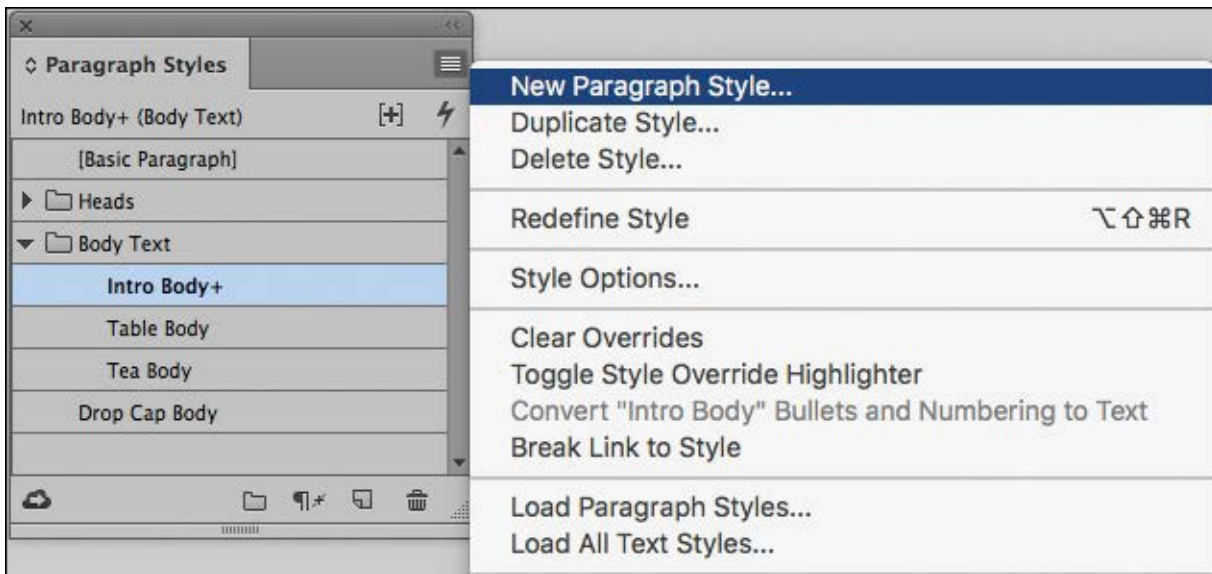 Paragraph Styles
Intro Body+ (Body Text)
[Basic Paragraph]
Heads
Body Text
Intro Body+
Table Body
Tea Body
Drop Cap Body
New Paragraph Style...
Duplicate Style...
Delete Style...
Redefine Style ⌥⇧⌘R
Style Options...
Clear Overrides
Toggle Style Override Highlighter
Convert "Intro Body" Bullets and Numbering to Text
Break Link to Style
Load Paragraph Styles...
Load All Text Styles...